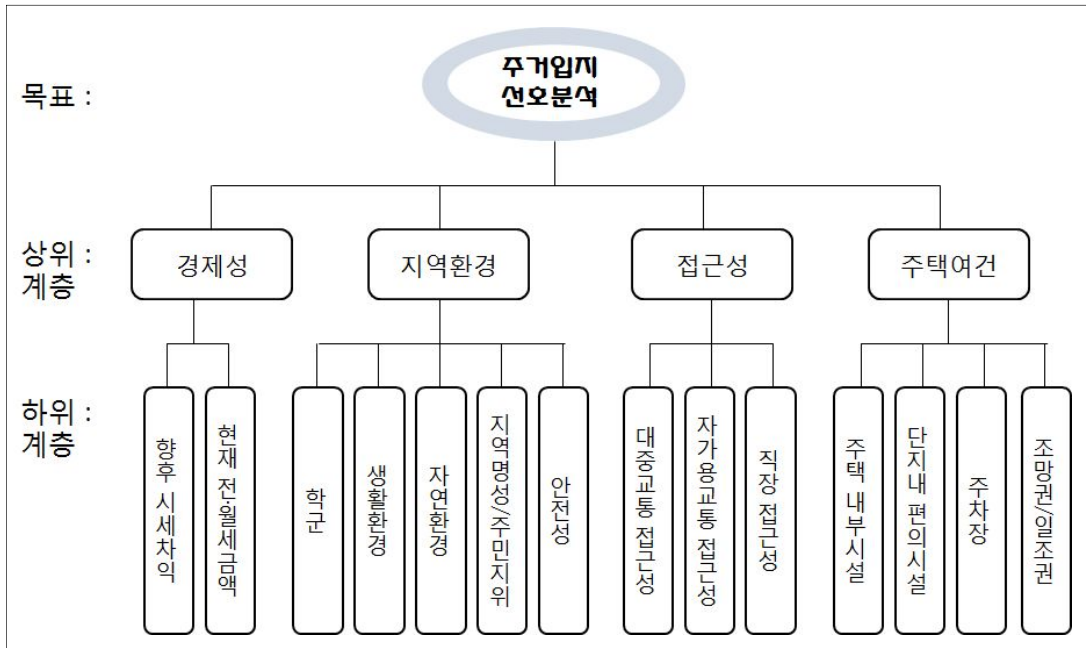 목표 :
주거입지
선호분석
상위 :
계층
경제성
지역환경
접근성
주택여건
하위 :
계층
향후 시세차익
현재 전·월세금액
학군
생활환경
자연환경
지역명성/주민지위
안전성
대중교통 접근성
자가용교통 접근성
직장 접근성
주택 내부시설
단지내 편의시설
주차장
조망권/일조권